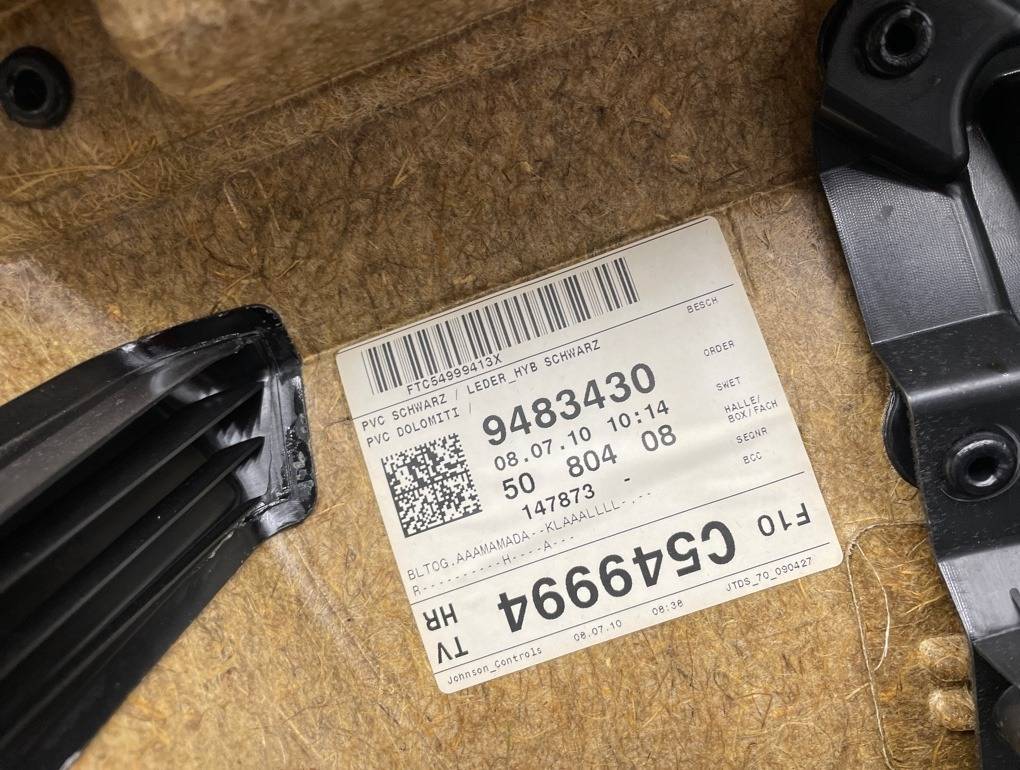 FTC54999413X
PVC SCHWARZ / LEDER_HYB SCHWARZ
PVC DOLOMITI /
BESCH
9483430
ORDER
08.07.10 10:14
SWET
50 804 08
HALLE/
BOX/FACH
147873 -
SEQNR
BCC
BLTOG.AAAMAMADA--KLAAALLLL-.--
R----------H----A---
TV HR
C549994
F10
Johnson_Controls 08.07.10 08:38 JTDS_70_090427